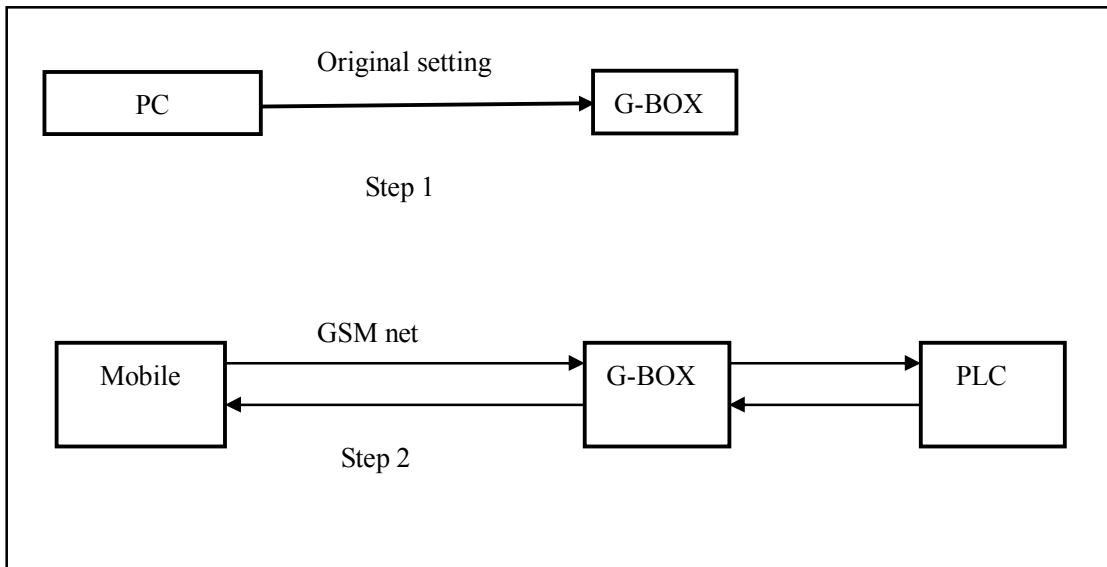 Original setting
PC
G-BOX
Step 1
GSM net
Mobile
G-BOX
PLC
Step 2